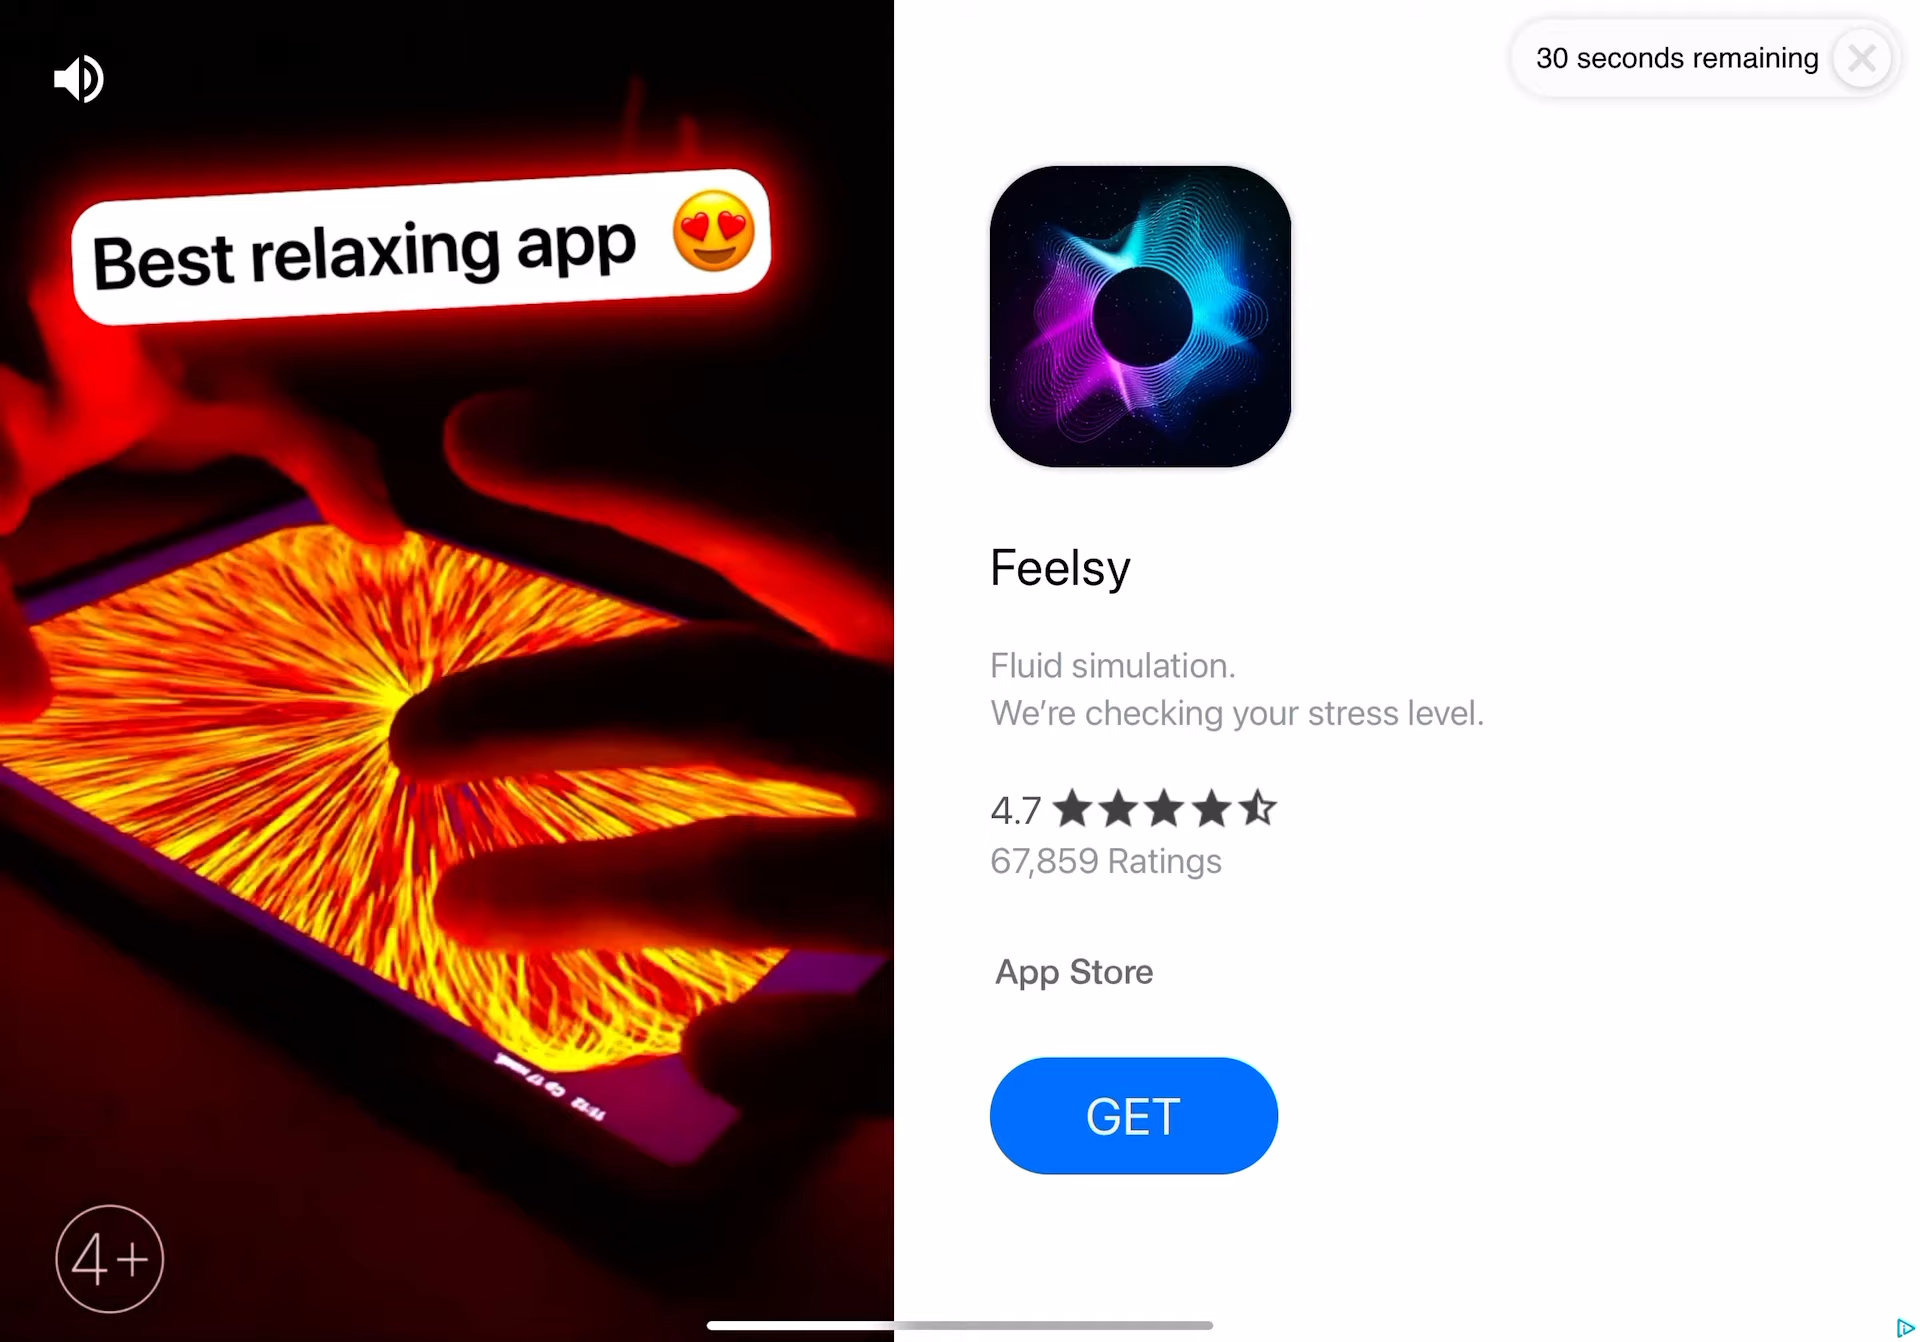 30 seconds remaining
Best relaxing app 😍
Feelsy
Fluid simulation.
We're checking your stress level.
4.7
67,859 Ratings
App Store
GET
4+